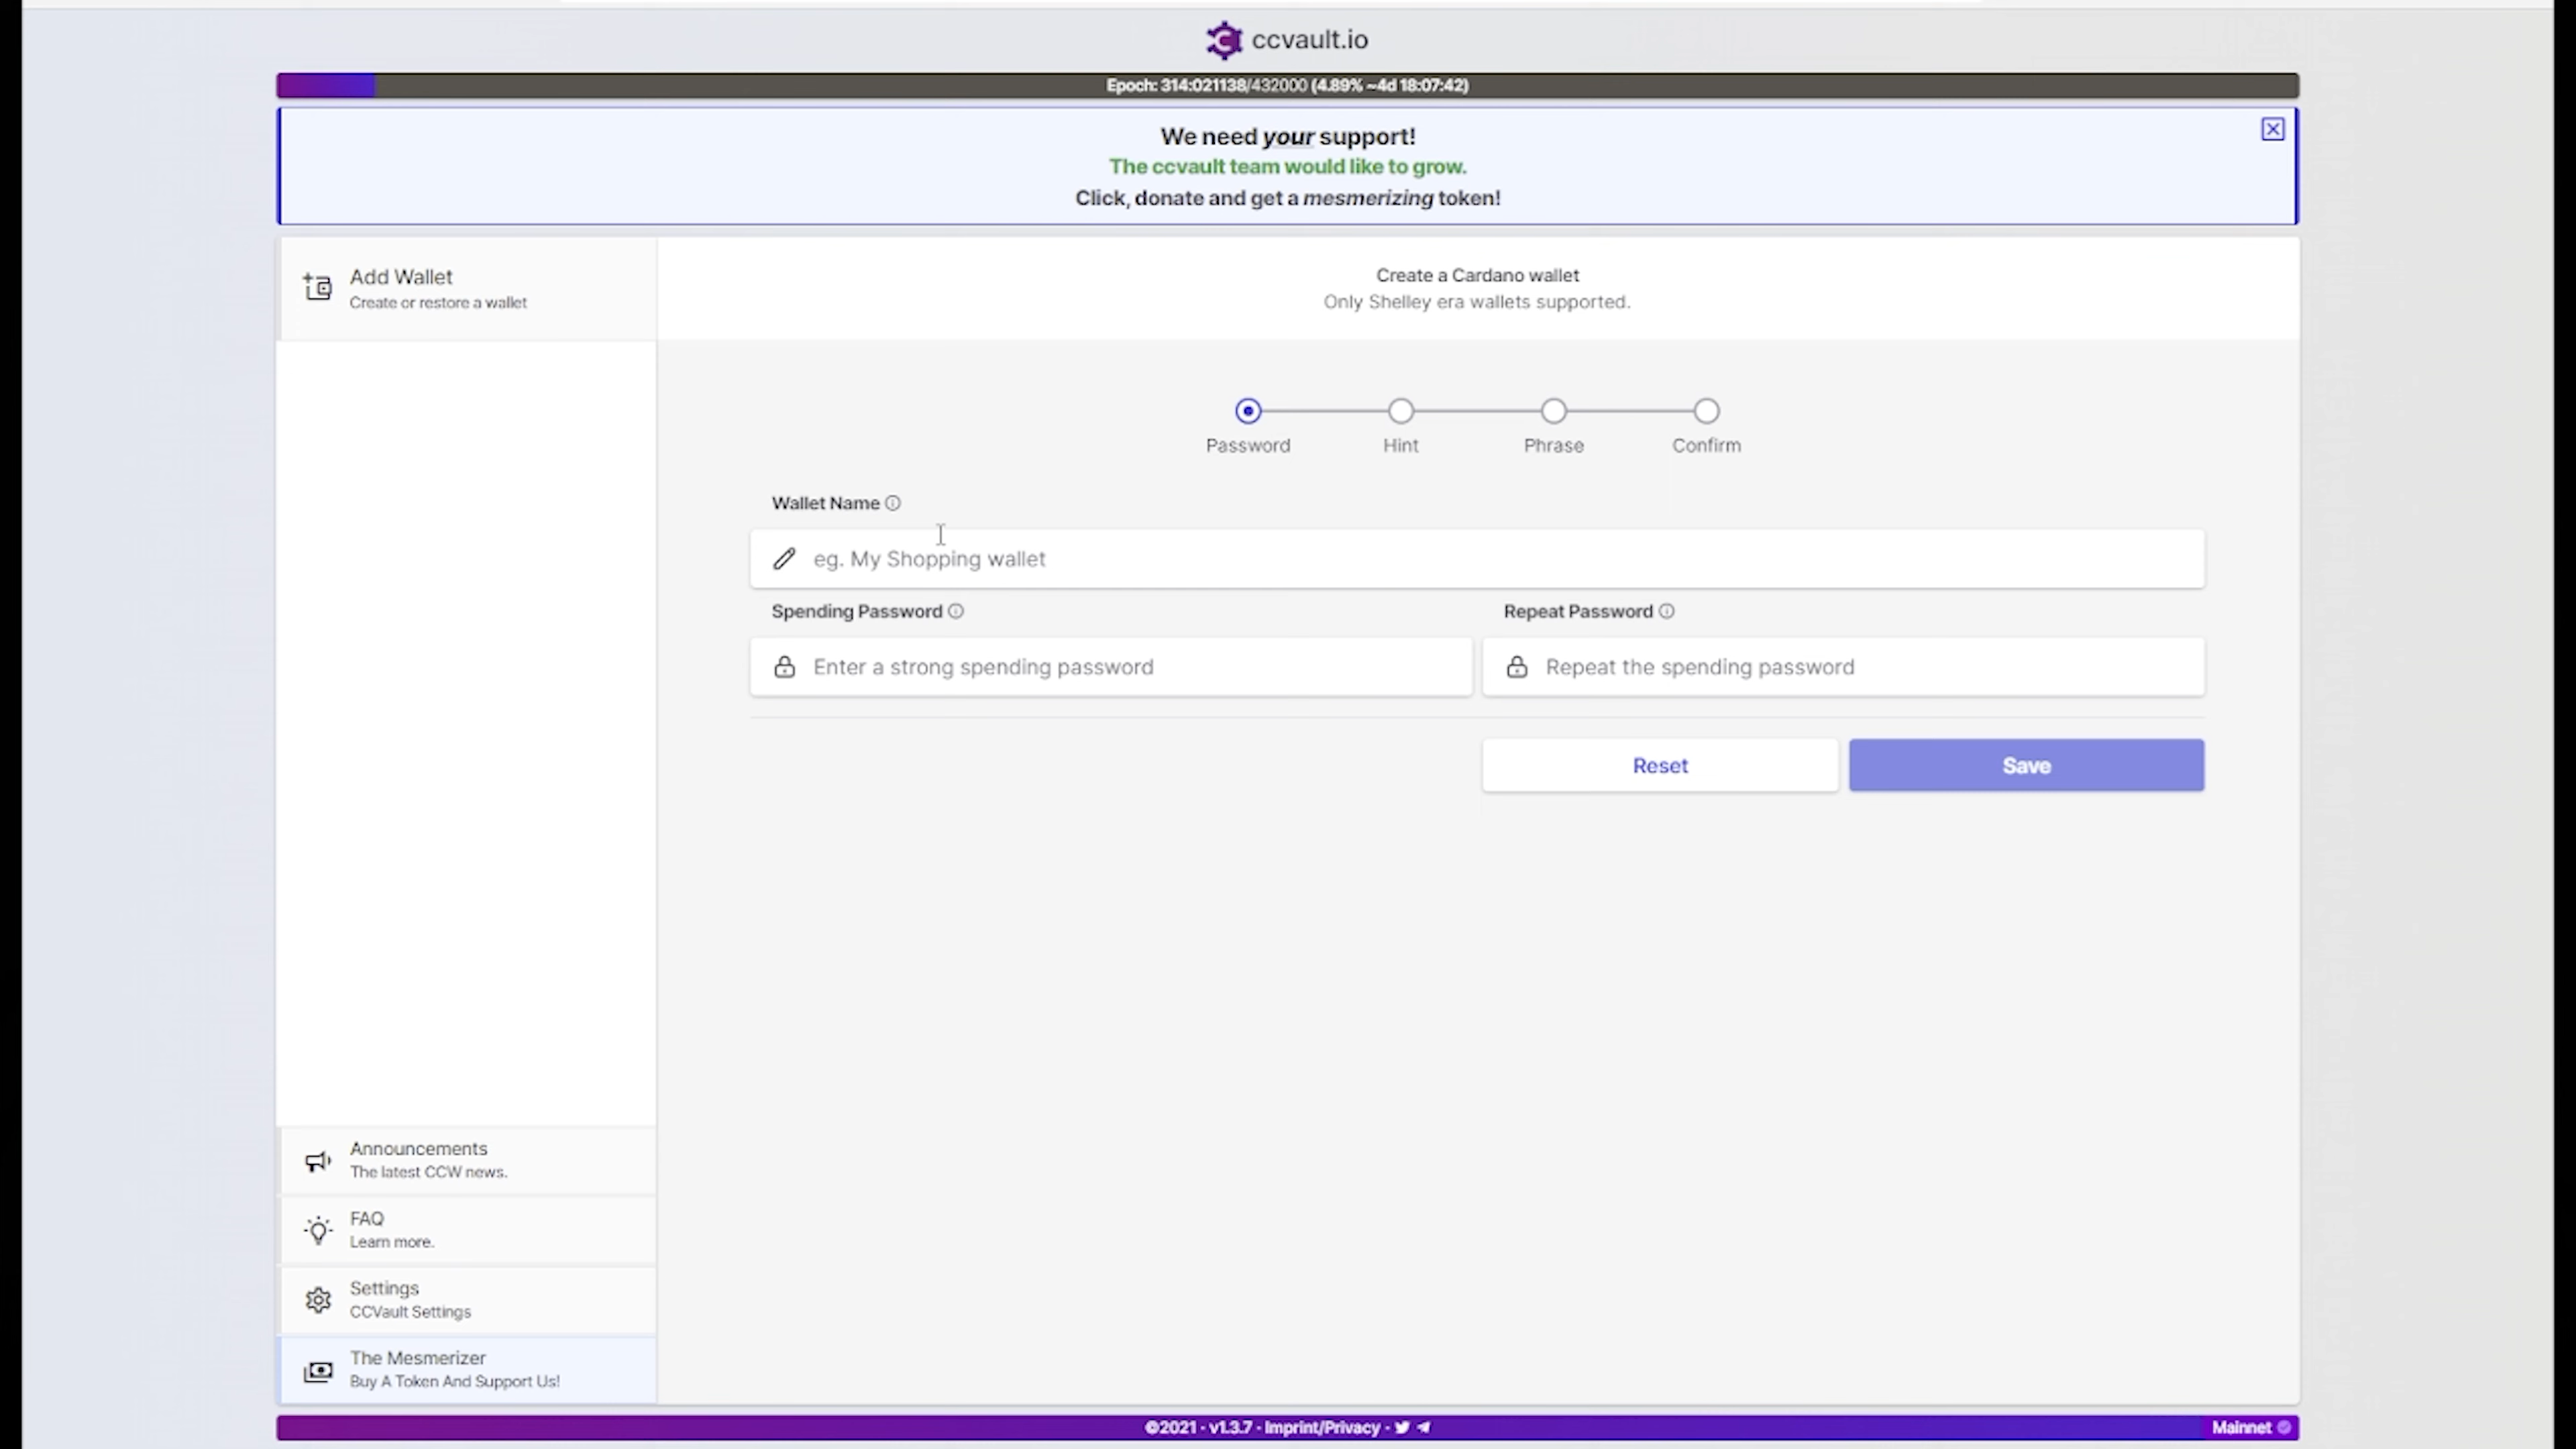 ccvault.io
Epoch: 314:021138/432000 (4.89% ~4d 18:07:42)
We need your support!
The ccvault team would like to grow.
Click, donate and get a mesmerizing token!
Add Wallet
Create or restore a wallet
Create a Cardano wallet
Only Shelley era wallets supported.
Password Hint Phrase Confirm
Wallet Name
eg. My Shopping wallet
Spending Password Repeat Password
Enter a strong spending password Repeat the spending password
Reset Save
Announcements
The latest CCW news.
FAQ
Learn more.
Settings
CCVault Settings
The Mesmerizer
Buy A Token And Support Us!
©2021 - v1.3.7 - Imprint/Privacy - Mainnet